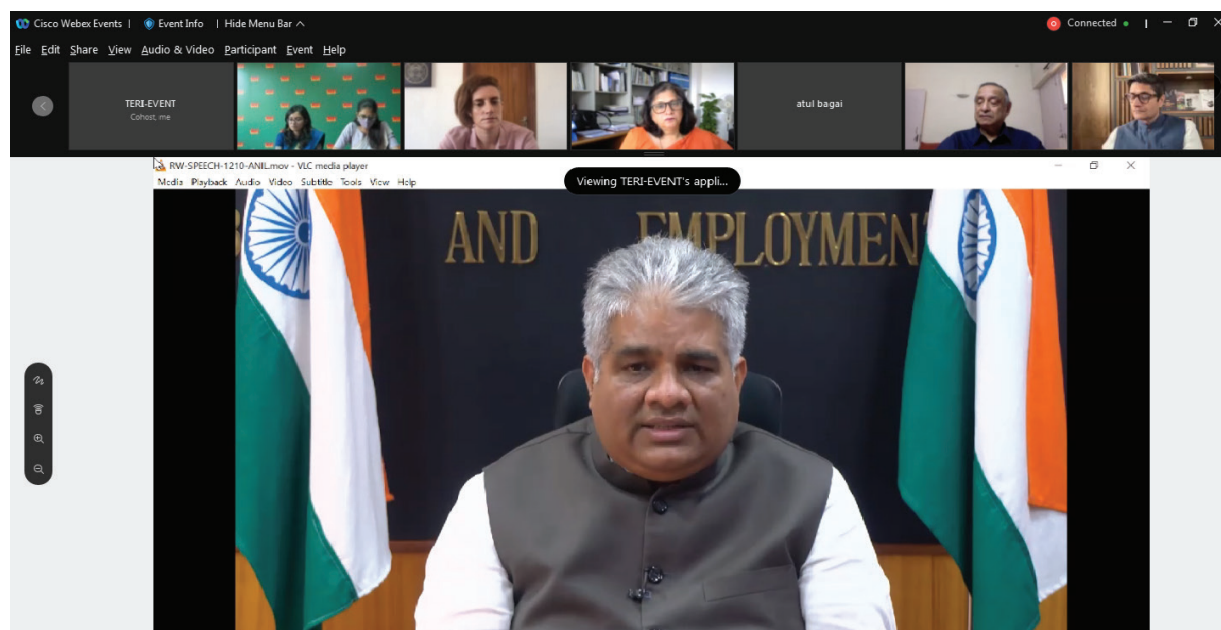 Cisco Webex Events | Event Info | Hide Menu Bar
Connected
File Edit Share View Audio & Video Participant Event Help
TERI-EVENT
Cohost, me
atul bagai
RW-SPEECH-1210-ANIL.mov - VLC media player
Media Playback Audio Video Subtitle Tools View Help
Viewing TERI-EVENT's appli...
AND EMPLOYMEN